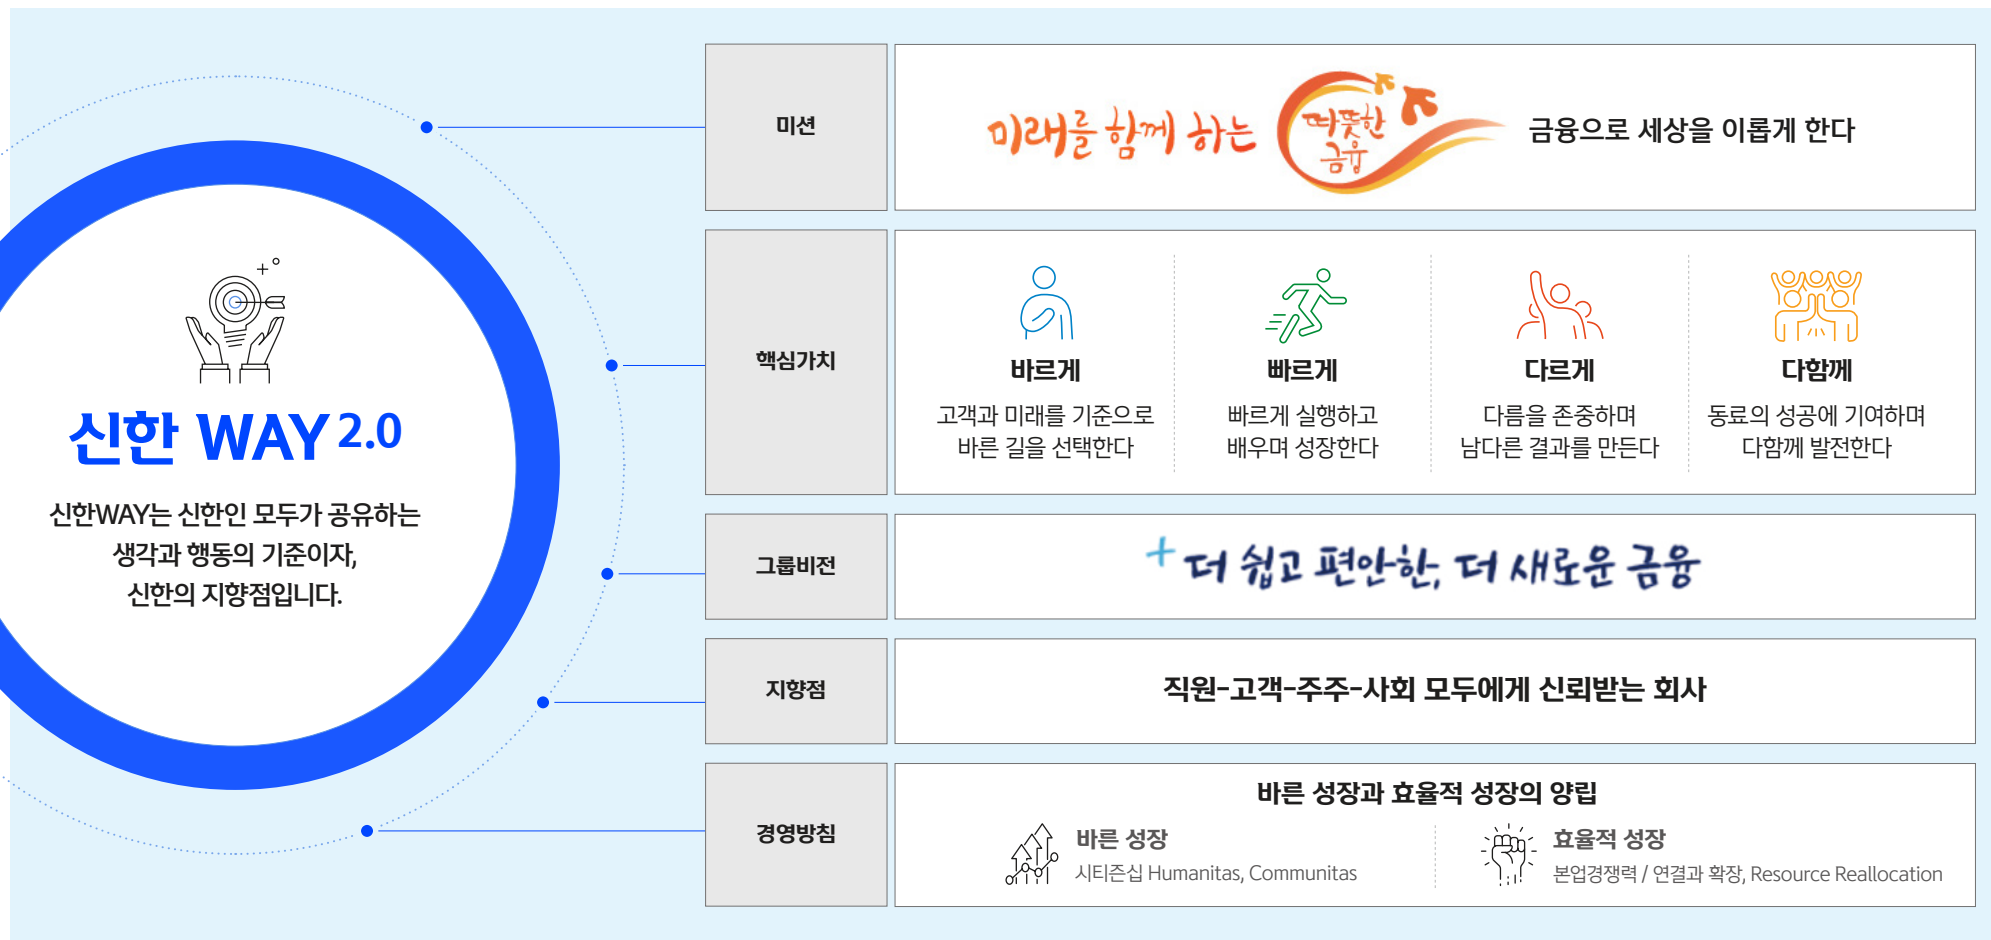 신한 WAY 2.0
신한WAY는 신한인 모두가 공유하는
생각과 행동의 기준이자,
신한의 지향점입니다.
미션
미래를 함께 하는 따뜻한 금융 금융으로 세상을 이롭게 한다
핵심가치
바르게
고객과 미래를 기준으로
바른 길을 선택한다
빠르게
빠르게 실행하고
배우며 성장한다
다르게
다름을 존중하며
남다른 결과를 만든다
다함께
동료의 성공에 기여하며
다함께 발전한다
그룹비전
+더 쉽고 편안한, 더 새로운 금융
지향점
직원-고객-주주-사회 모두에게 신뢰받는 회사
경영방침
바른 성장과 효율적 성장의 양립
바른 성장
시티즌십 Humanitas, Communitas
효율적 성장
본업경쟁력 / 연결과 확장, Resource Reallocation